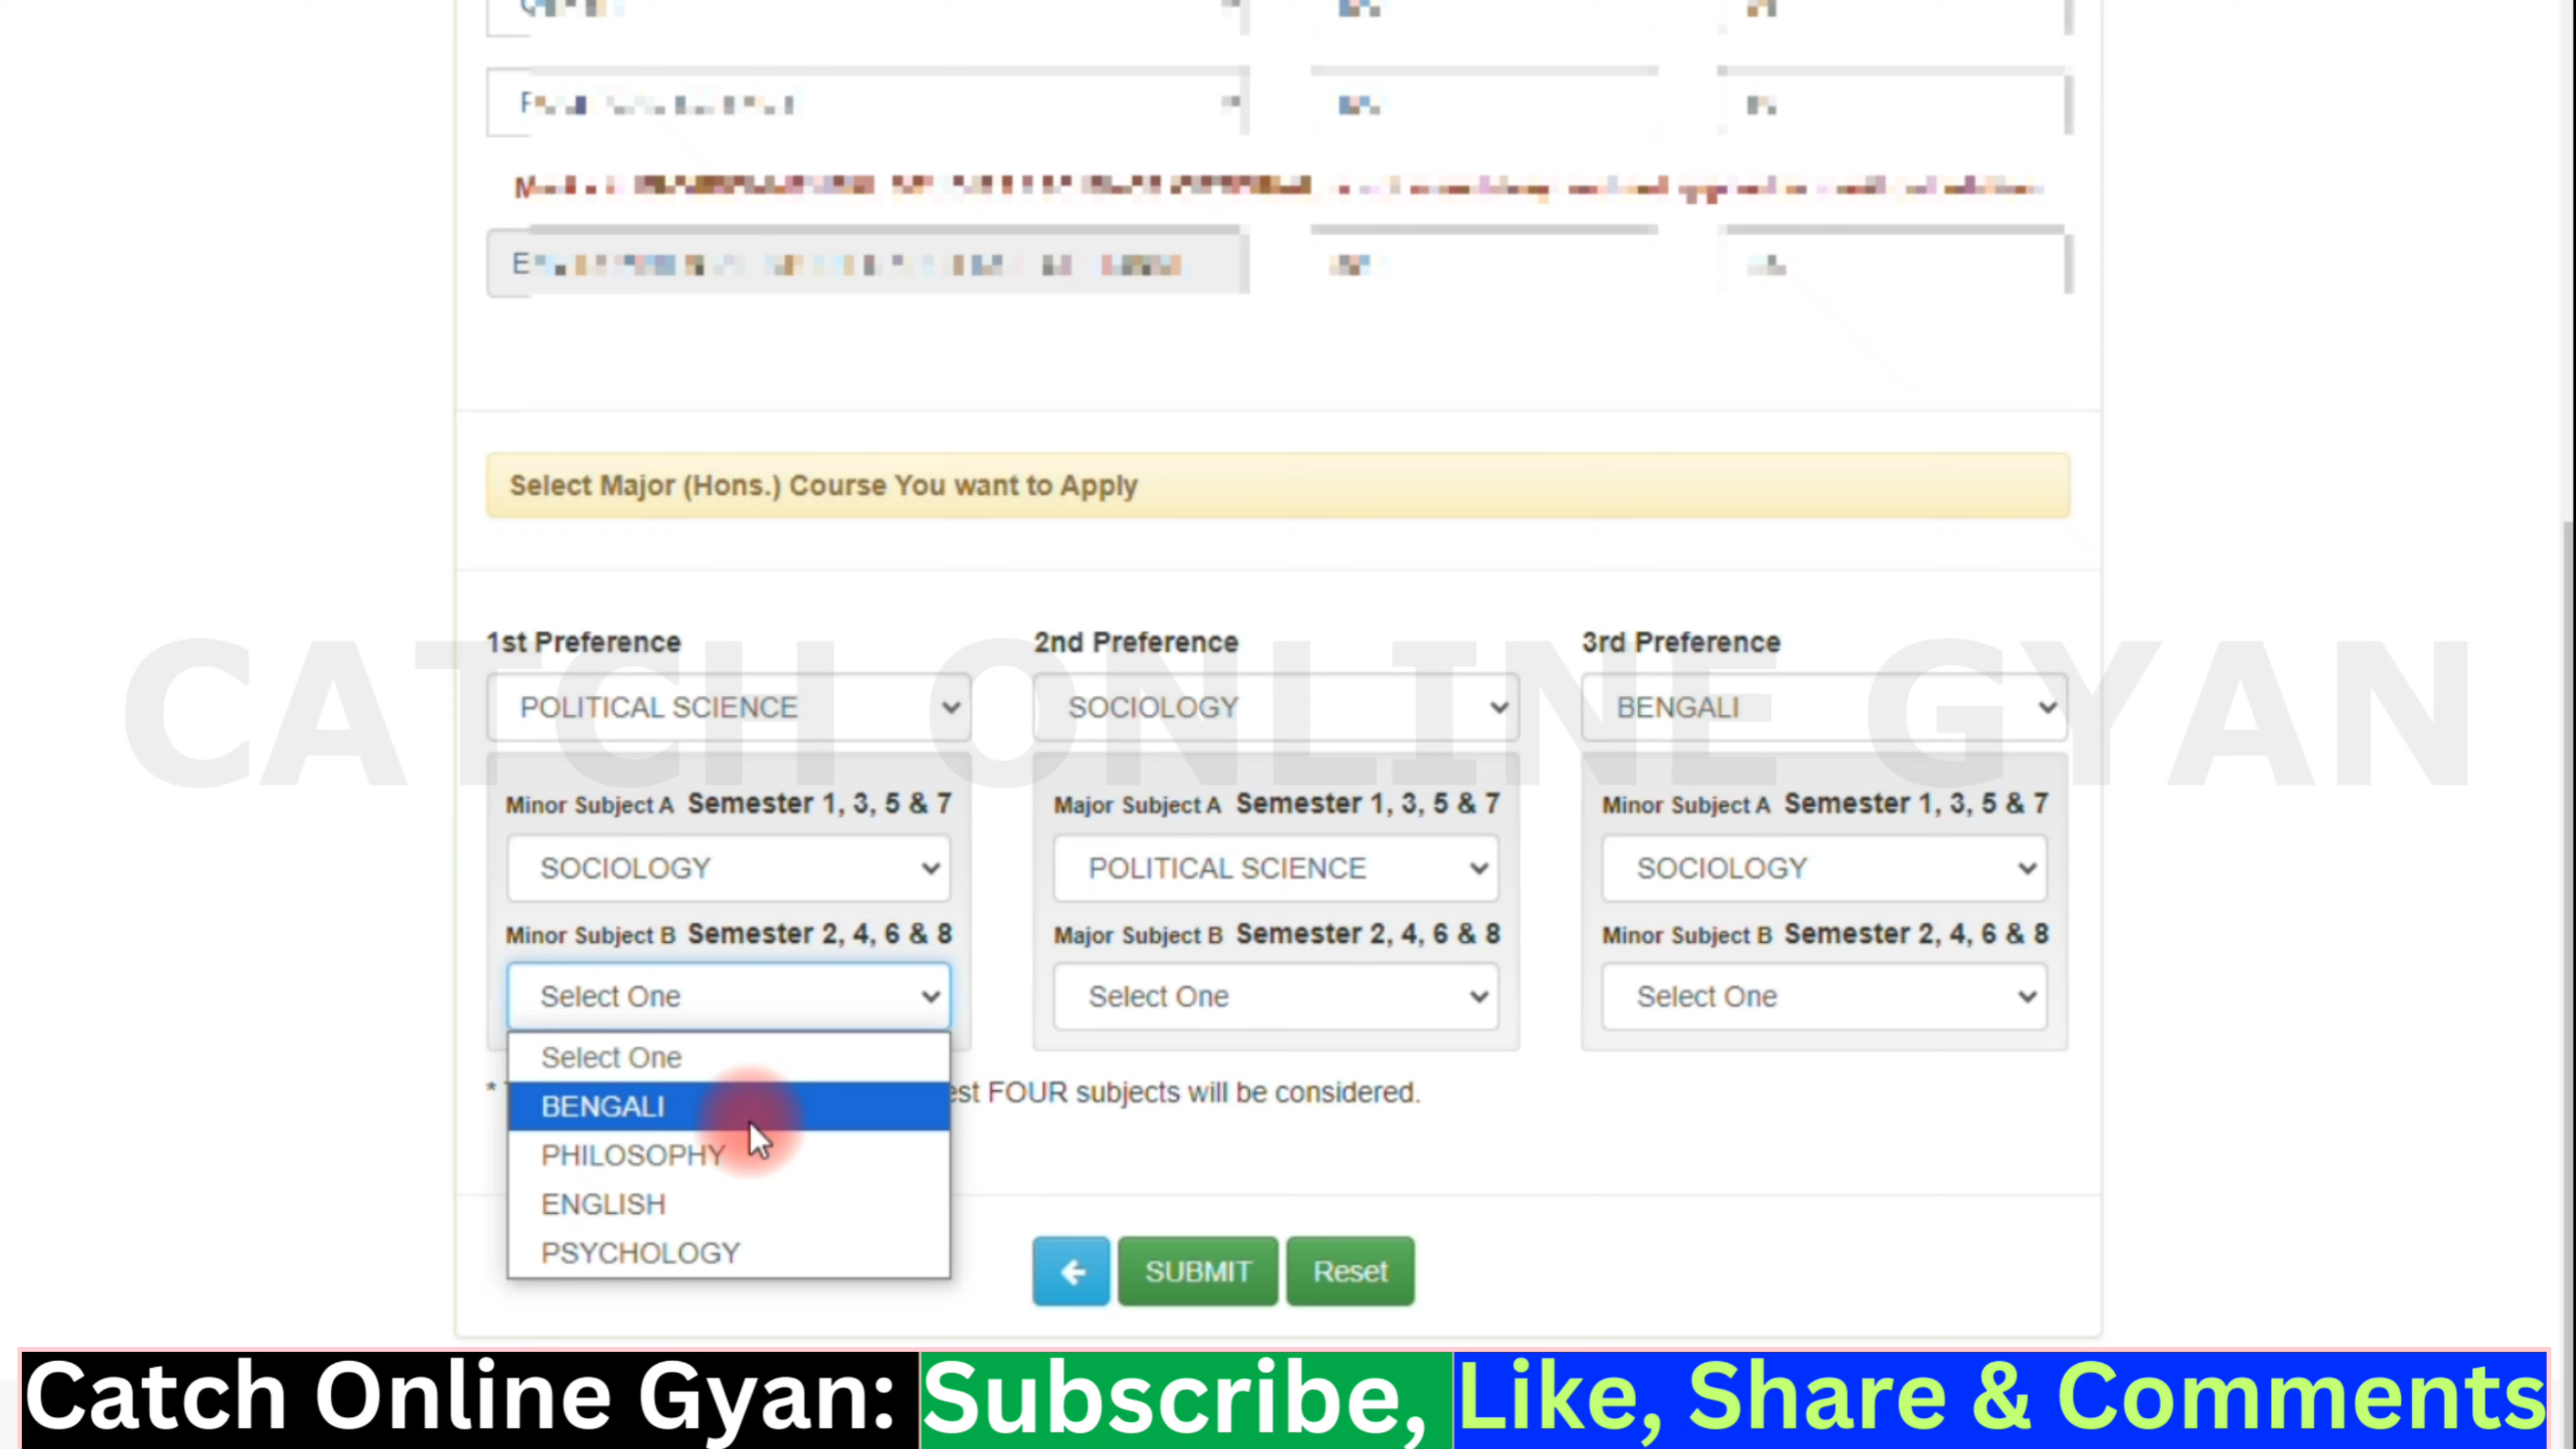 Select Major (Hons.) Course You want to Apply
1st Preference 2nd Preference 3rd Preference
POLITICAL SCIENCE SOCIOLOGY BENGALI
CATCH ONLINE GYAN
Minor Subject A Semester 1, 3, 5 & 7 Major Subject A Semester 1, 3, 5 & 7 Minor Subject A Semester 1, 3, 5 & 7
SOCIOLOGY POLITICAL SCIENCE SOCIOLOGY
Minor Subject B Semester 2, 4, 6 & 8 Major Subject B Semester 2, 4, 6 & 8 Minor Subject B Semester 2, 4, 6 & 8
Select One Select One Select One
Select One
* FOUR subjects will be considered.
BENGALI
PHILOSOPHY
ENGLISH
PSYCHOLOGY
SUBMIT Reset
Catch Online Gyan: Subscribe, Like, Share & Comments